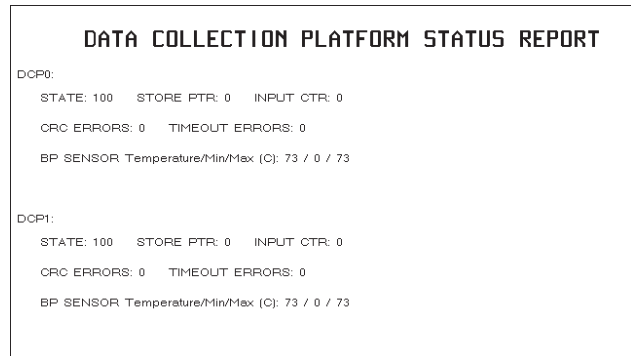 DATA COLLECTION PLATFORM STATUS REPORT
DCP0:
STATE: 100 STORE PTR: 0 INPUT CTR: 0
CRC ERRORS: 0 TIMEOUT ERRORS: 0
BP SENSOR Temperature/Min/Max (C): 73 / 0 / 73
DCP1:
STATE: 100 STORE PTR: 0 INPUT CTR: 0
CRC ERRORS: 0 TIMEOUT ERRORS: 0
BP SENSOR Temperature/Min/Max (C): 73 / 0 / 73